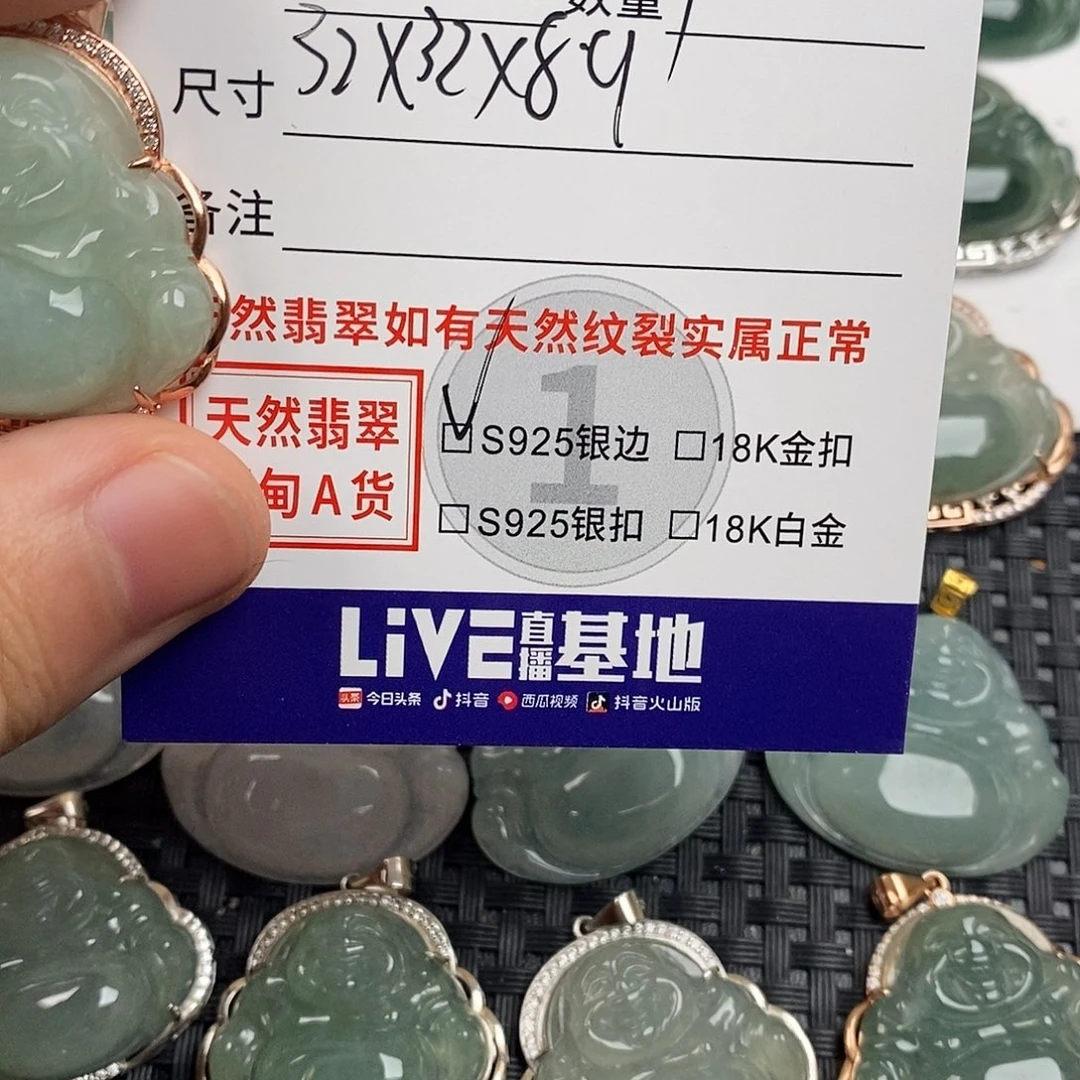 数量 1
尺寸 32X32X8.4
备注
然翡翠如有天然纹裂实属正常
天然翡翠
甸A货
1
☑S925银边 □18K金扣
□S925银扣 □18K白金
LiVE直播基地
头条 今日头条 抖音 西瓜视频 抖音火山版